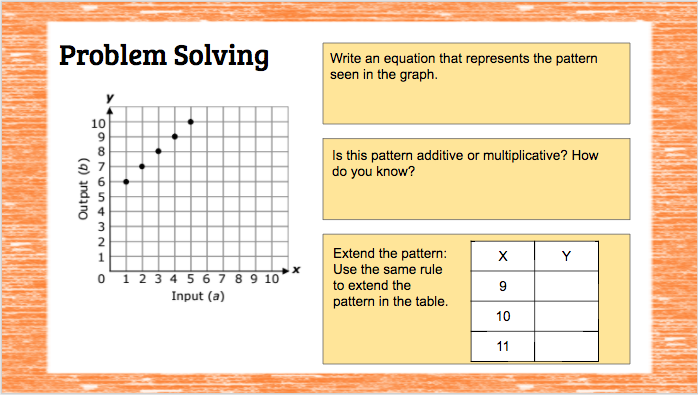 Problem Solving
Write an equation that represents the pattern
seen in the graph.
y
10
9
8
7
6
5
4
3
2
1
0 1 2 3 4 5 6 7 8 9 10
x
Output (b)
Input (a)
Is this pattern additive or multiplicative? How
do you know?
Extend the pattern:
Use the same rule
to extend the
pattern in the table.
X Y
9
10
11